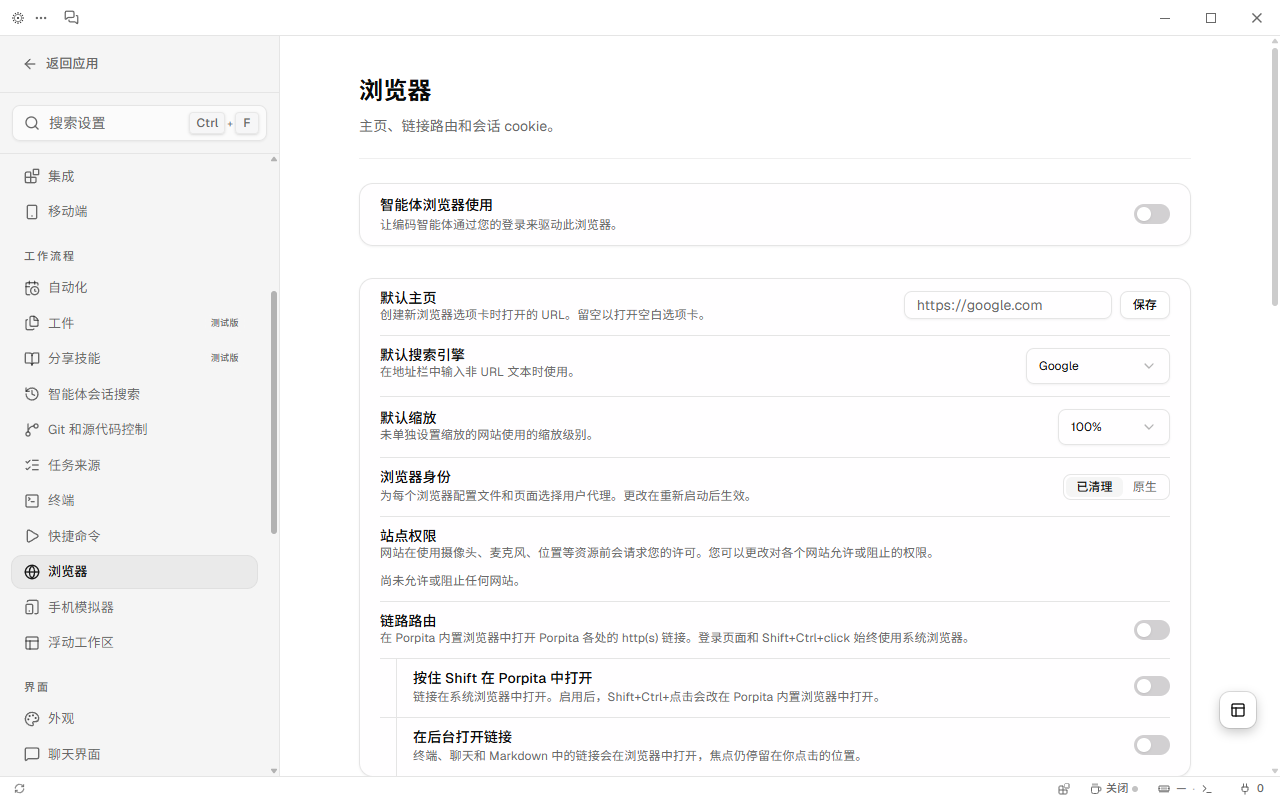 返回应用
搜索设置 Ctrl + F
集成
移动端
工作流程
自动化
工件 测试版
分享技能 测试版
智能体会话搜索
Git 和源代码控制
任务来源
终端
快捷命令
浏览器
手机模拟器
浮动工作区
界面
外观
聊天界面
浏览器
主页、链接路由和会话 cookie。
智能体浏览器使用
让编码智能体通过您的登录来驱动此浏览器。
默认主页
创建新浏览器选项卡时打开的 URL。留空以打开空白选项卡。
https://google.com 保存
默认搜索引擎
在地址栏中输入非 URL 文本时使用。
Google
默认缩放
未单独设置缩放的网站使用的缩放级别。
100%
浏览器身份
为每个浏览器配置文件和页面选择用户代理。更改在重新启动后生效。
已清理 原生
站点权限
网站在使用摄像头、麦克风、位置等资源前会请求您的许可。您可以更改对各个网站允许或阻止的权限。
尚未允许或阻止任何网站。
链路路由
在 Porpita 内置浏览器中打开 Porpita 各处的 http(s) 链接。登录页面和 Shift+Ctrl+click 始终使用系统浏览器。
按住 Shift 在 Porpita 中打开
链接在系统浏览器中打开。启用后，Shift+Ctrl+点击会改在 Porpita 内置浏览器中打开。
在后台打开链接
终端、聊天和 Markdown 中的链接会在浏览器中打开，焦点仍停留在你点击的位置。
关闭 — · 0